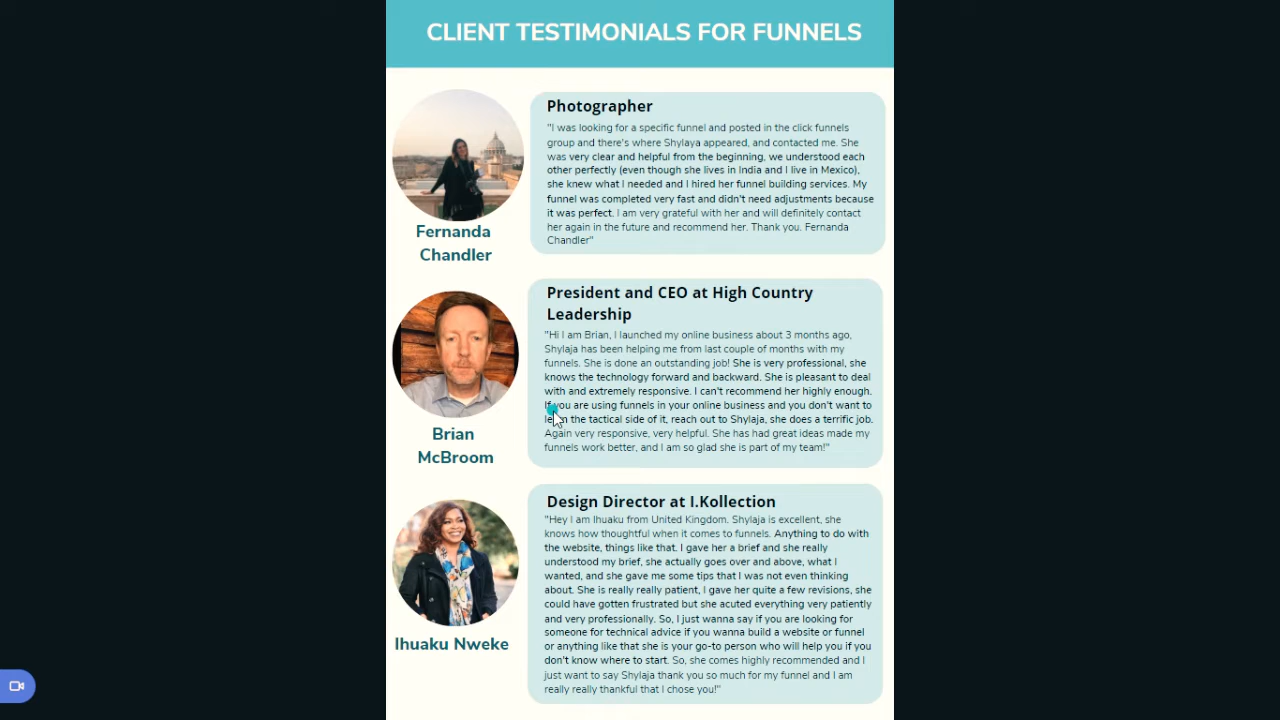 CLIENT TESTIMONIALS FOR FUNNELS
Photographer
"I was looking for a specific funnel and posted in the click funnels
group and there's where Shylaya appeared, and contacted me. She
was very clear and helpful from the beginning, we understood each
other perfectly (even though she lives in India and I live in Mexico),
she knew what I needed and I hired her funnel building services. My
funnel was completed very fast and didn't need adjustments because
it was perfect. I am very grateful with her and will definitely contact
her again in the future and recommend her. Thank you. Fernanda
Chandler"
Fernanda
Chandler
President and CEO at High Country
Leadership
"Hi I am Brian, I launched my online business about 3 months ago,
Shylaja has been helping me from last couple of months with my
funnels. She is done an outstanding job! She is very professional, she
knows the technology forward and backward. She is pleasant to deal
with and extremely responsive. I can't recommend her highly enough.
If you are using funnels in your online business and you don't want to
learn the tactical side of it, reach out to Shylaja, she does a terrific job.
Again very responsive, very helpful. She has had great ideas made my
funnels work better, and I am so glad she is part of my team!"
Brian
McBroom
Design Director at I.Kollection
"Hey I am Ihuaku from United Kingdom. Shylaja is excellent, she
knows how thoughtful when it comes to funnels. Anything to do with
the website, things like that. I gave her a brief and she really
understood my brief, she actually goes over and above, what I
wanted, and she gave me some tips that I was not even thinking
about. She is really really patient, I gave her quite a few revisions, she
could have gotten frustrated but she acuted everything very patiently
and very professionally. So, I just wanna say if you are looking for
someone for technical advice if you wanna build a website or funnel
or anything like that she is your go-to person who will help you if you
don't know where to start. So, she comes highly recommended and I
just want to say Shylaja thank you so much for my funnel and I am
really really thankful that I chose you!"
Ihuaku Nweke